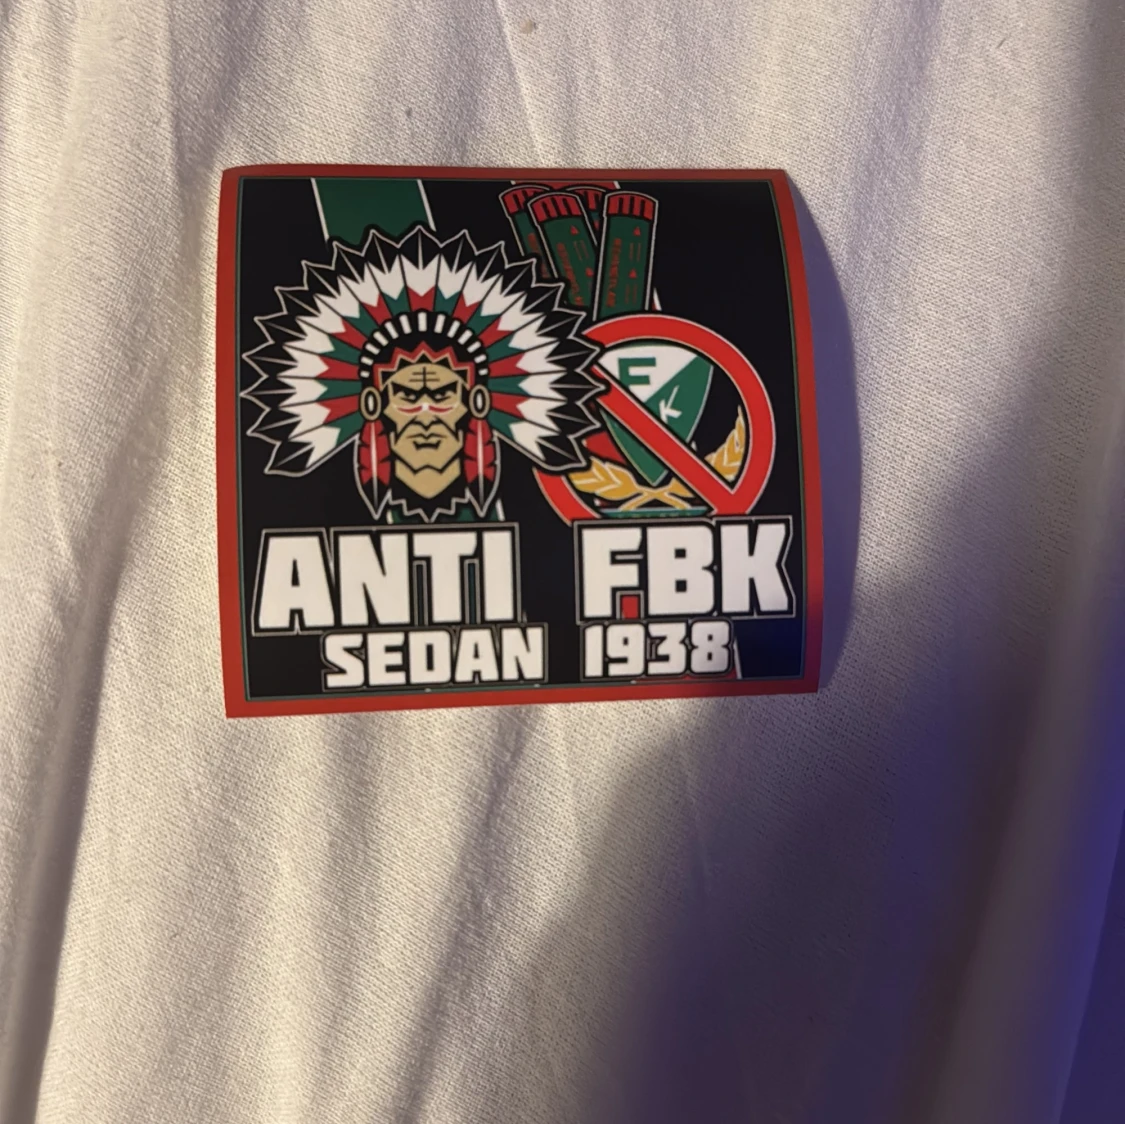 F
K
ANTI FBK
SEDAN 1938